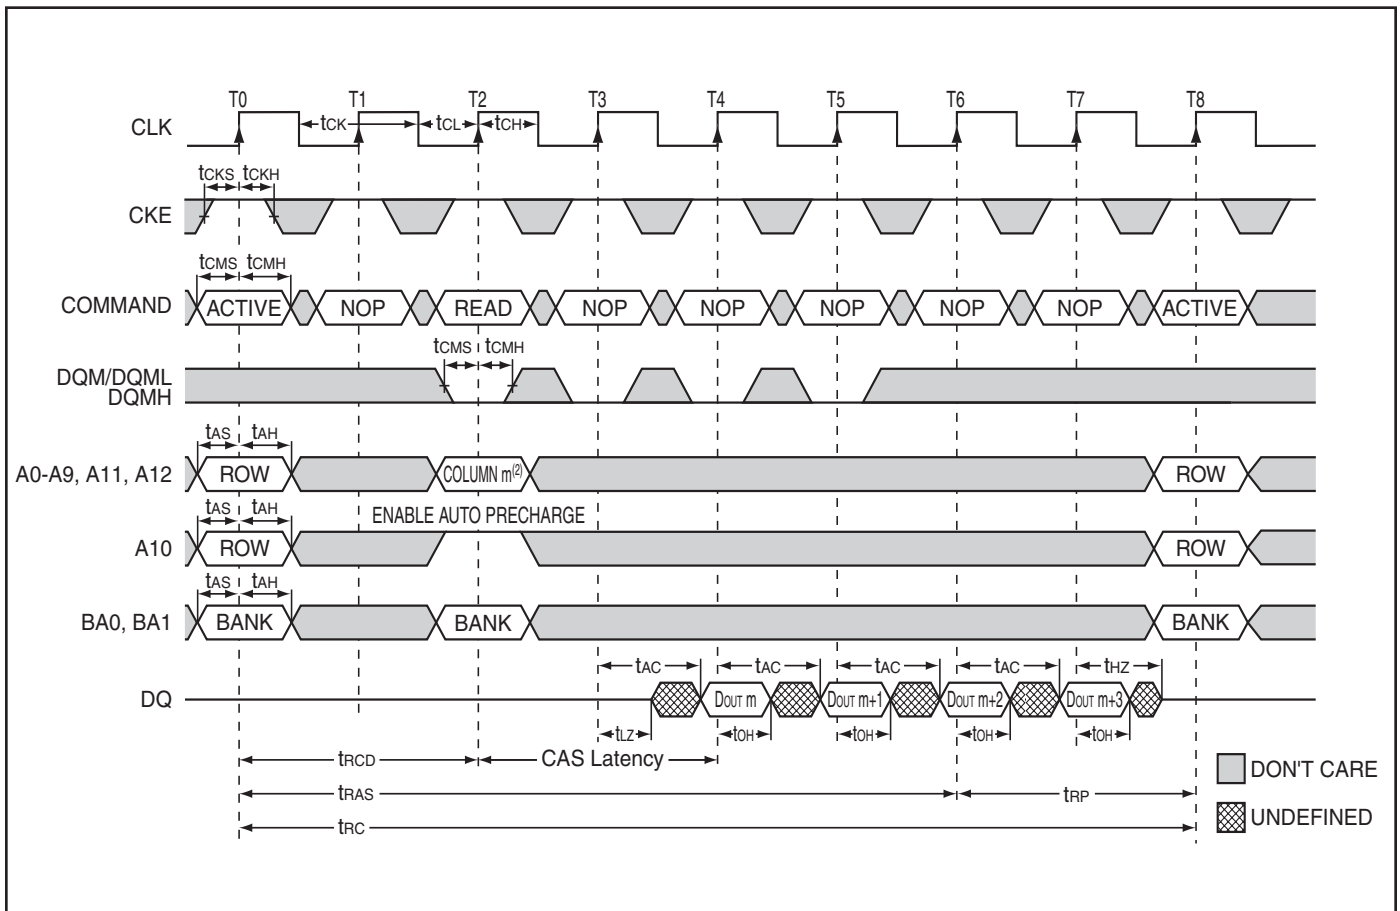 T0 T1 T2 T3 T4 T5 T6 T7 T8
CLK tCK tCL tCH
tCKS tCKH
CKE
tCMS tCMH
COMMAND ACTIVE NOP READ NOP NOP NOP NOP NOP ACTIVE
tCMS tCMH
DQM/DQML
DQMH
tAS tAH
A0-A9, A11, A12 ROW COLUMN m(2) ROW
tAS tAH ENABLE AUTO PRECHARGE
A10 ROW ROW
tAS tAH
BA0, BA1 BANK BANK BANK
tAC tAC tAC tAC tHZ
DQ DOUT m DOUT m+1 DOUT m+2 DOUT m+3
tLZ tOH tOH tOH tOH
tRCD CAS Latency
DON'T CARE
tRAS tRP
UNDEFINED
tRC